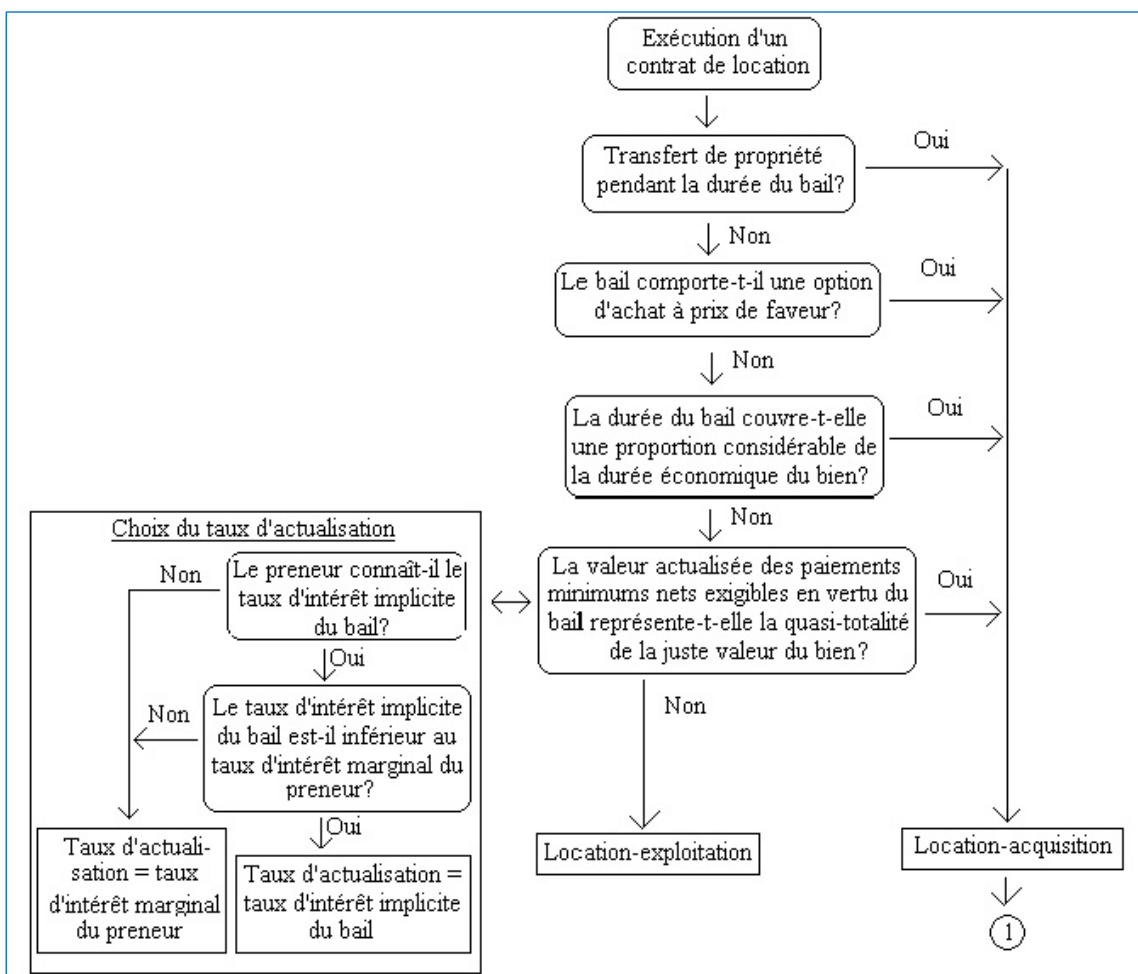 Exécution d'un
contrat de location
Oui
Transfert de propriété
pendant la durée du bail?
Non
Oui
Le bail comporte-t-il une option
d'achat à prix de faveur?
Non
Oui
La durée du bail couvre-t-elle
une proportion considérable de
la durée économique du bien?
Non
La valeur actualisée des paiements
minimums nets exigibles en vertu du
bail représente-t-elle la quasi-totalité
de la juste valeur du bien?
Oui
Non
Choix du taux d'actualisation
Non
Le preneur connaît-il le
taux d'intérêt implicite
du bail?
Oui
Non
Le taux d'intérêt implicite
du bail est-il inférieur au
taux d'intérêt marginal du
preneur?
Oui
Taux d'actuali-
sation = taux
d'intérêt marginal
du preneur
Taux d'actualisation =
taux d'intérêt implicite
du bail
Location-exploitation
Location-acquisition
1